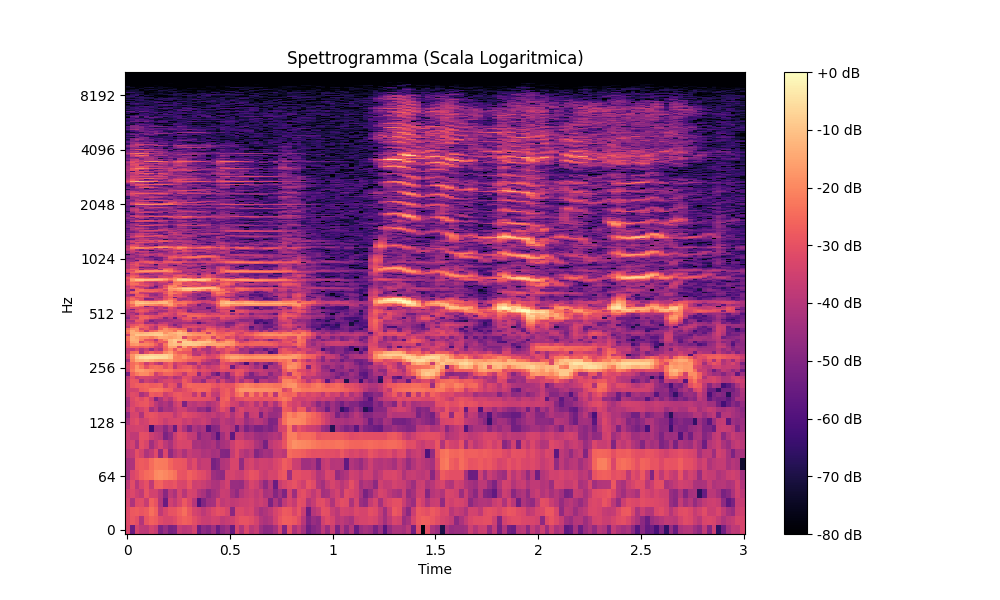 Spettrogramma (Scala Logaritmica)
8192
4096
2048
1024
512
256
128
64
0
Hz
0 0.5 1 1.5 2 2.5 3
Time
+0 dB
-10 dB
-20 dB
-30 dB
-40 dB
-50 dB
-60 dB
-70 dB
-80 dB